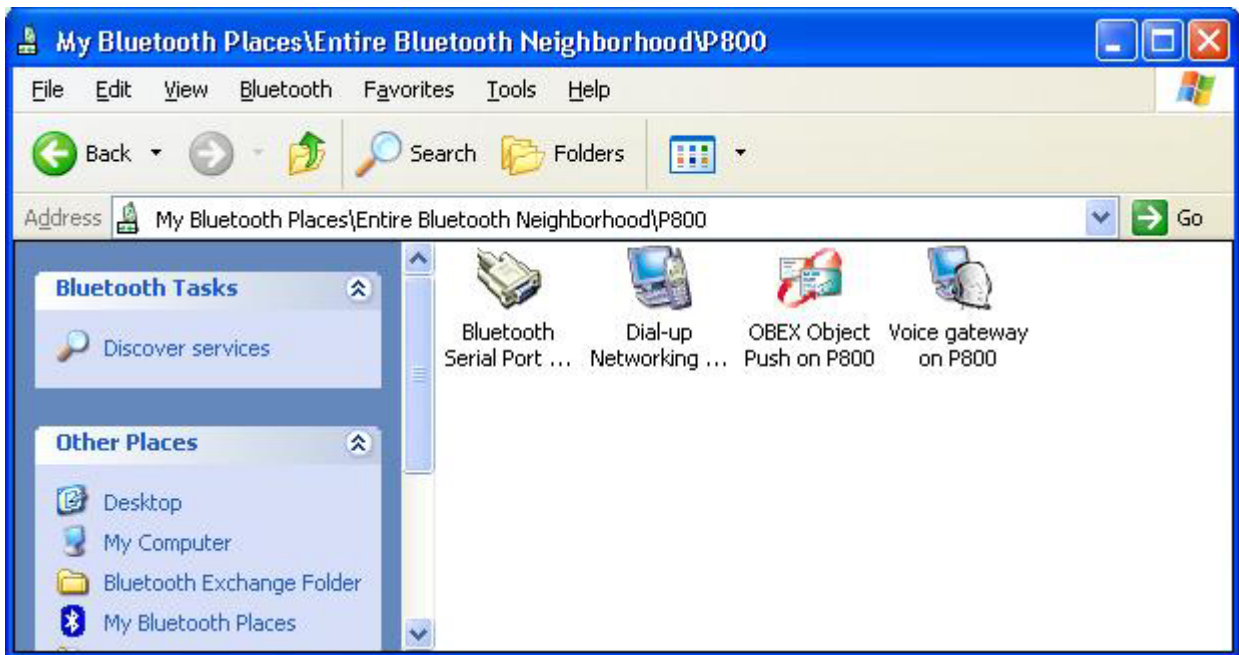 My Bluetooth Places\Entire Bluetooth Neighborhood\P800
File Edit View Bluetooth Favorites Tools Help
Back Search Folders
Address My Bluetooth Places\Entire Bluetooth Neighborhood\P800 Go
Bluetooth Tasks
Discover services
Other Places
Desktop
My Computer
Bluetooth Exchange Folder
My Bluetooth Places
Bluetooth
Serial Port ...
Dial-up
Networking ...
OBEX Object
Push on P800
Voice gateway
on P800